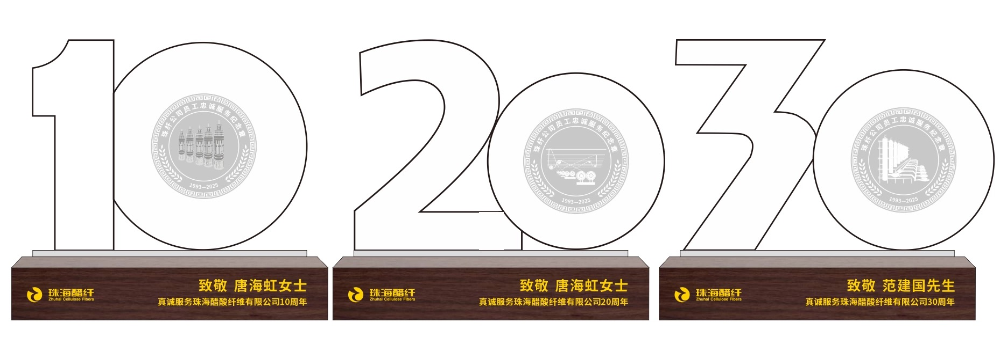 10
珠纤公司员工忠诚服务纪念章
1993—2025
珠海醋纤
Zhuhai Cellulose Fibers
致敬 唐海虹女士
真诚服务珠海醋酸纤维有限公司10周年
20
珠纤公司员工忠诚服务纪念章
1993—2025
珠海醋纤
Zhuhai Cellulose Fibers
致敬 唐海虹女士
真诚服务珠海醋酸纤维有限公司20周年
30
珠纤公司员工忠诚服务纪念章
1993—2025
珠海醋纤
Zhuhai Cellulose Fibers
致敬 范建国先生
真诚服务珠海醋酸纤维有限公司30周年